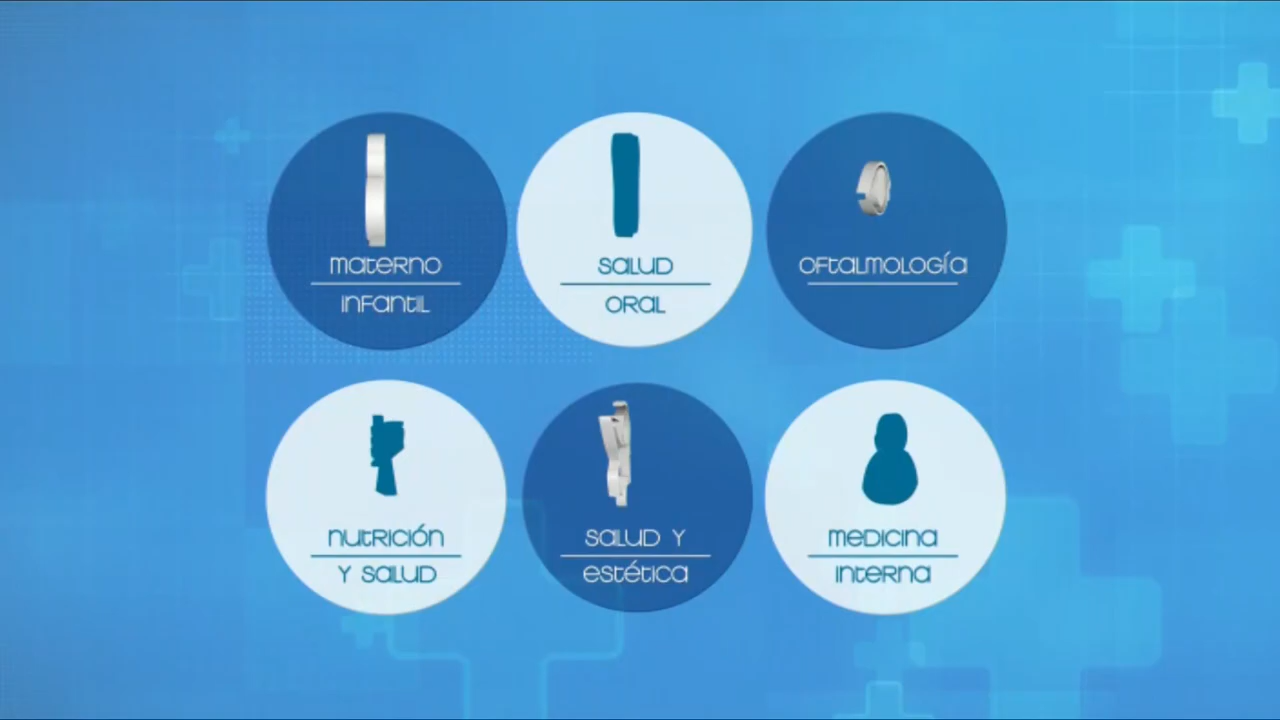 materno
infantil
salud
oral
oftalmología
nutrición
y salud
salud y
estética
medicina
interna